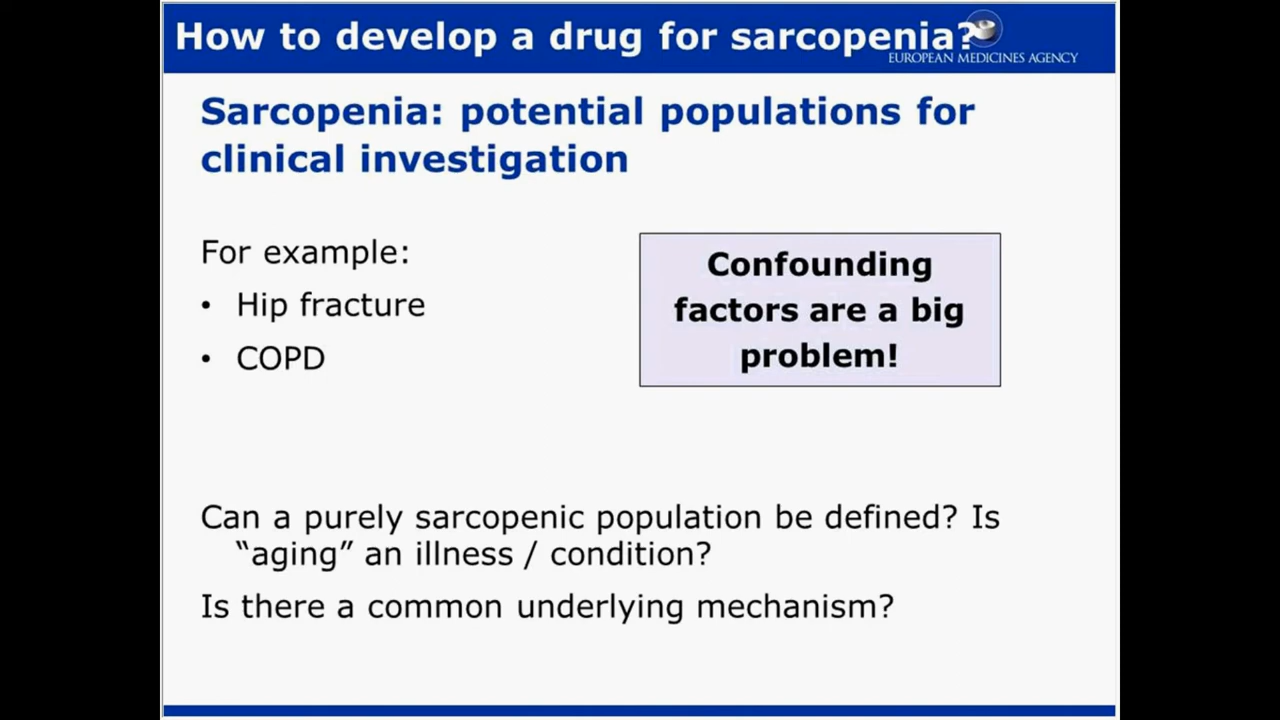 How to develop a drug for sarcopenia?
EUROPEAN MEDICINES AGENCY
Sarcopenia: potential populations for
clinical investigation
For example:
• Hip fracture
• COPD
Confounding
factors are a big
problem!
Can a purely sarcopenic population be defined? Is
“aging” an illness / condition?
Is there a common underlying mechanism?